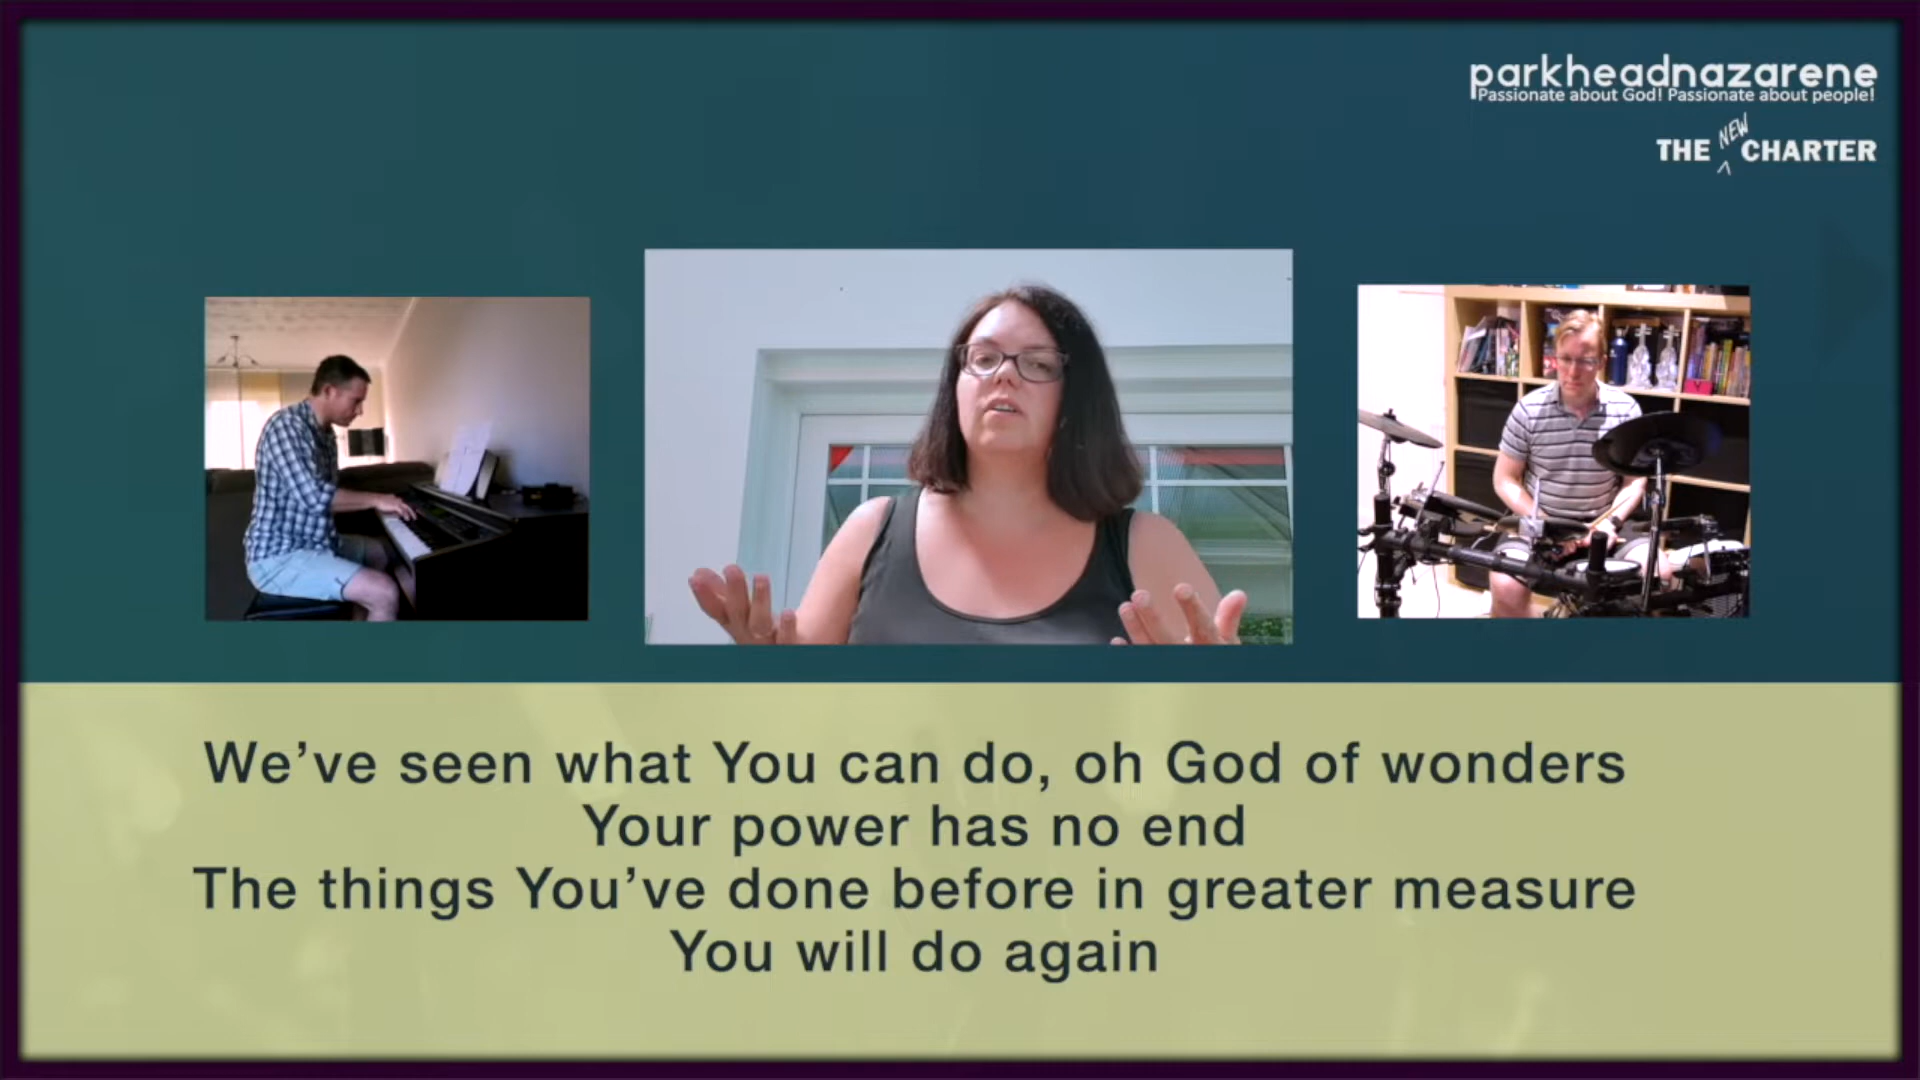 parkheadnazarene
Passionate about God! Passionate about people!
NEW
THE ^ CHARTER
We've seen what You can do, oh God of wonders
Your power has no end
The things You've done before in greater measure
You will do again